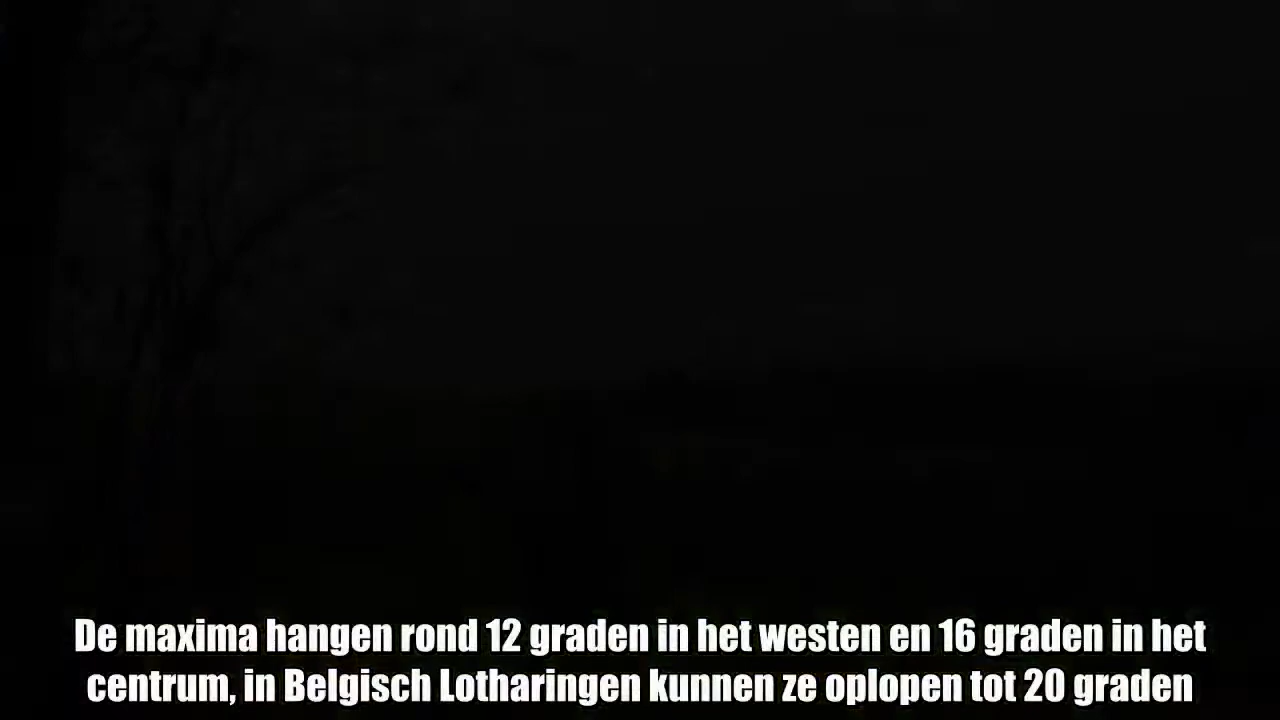 De maxima hangen rond 12 graden in het westen en 16 graden in het
centrum, in Belgisch Lotharingen kunnen ze oplopen tot 20 graden